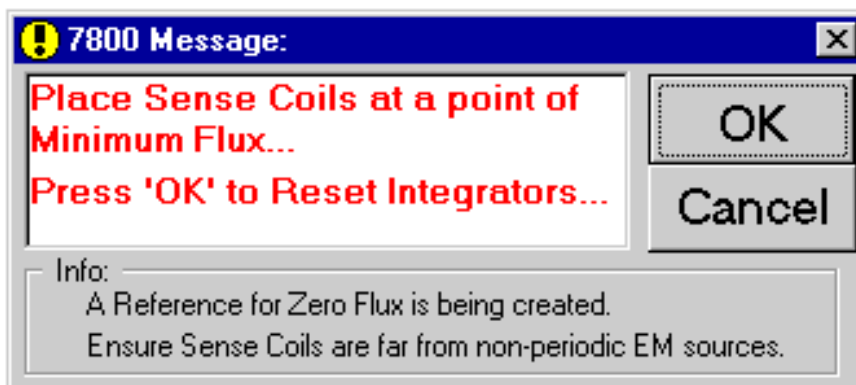 7800 Message:
Place Sense Coils at a point of
Minimum Flux...
Press 'OK' to Reset Integrators...
OK
Cancel
Info:
A Reference for Zero Flux is being created.
Ensure Sense Coils are far from non-periodic EM sources.